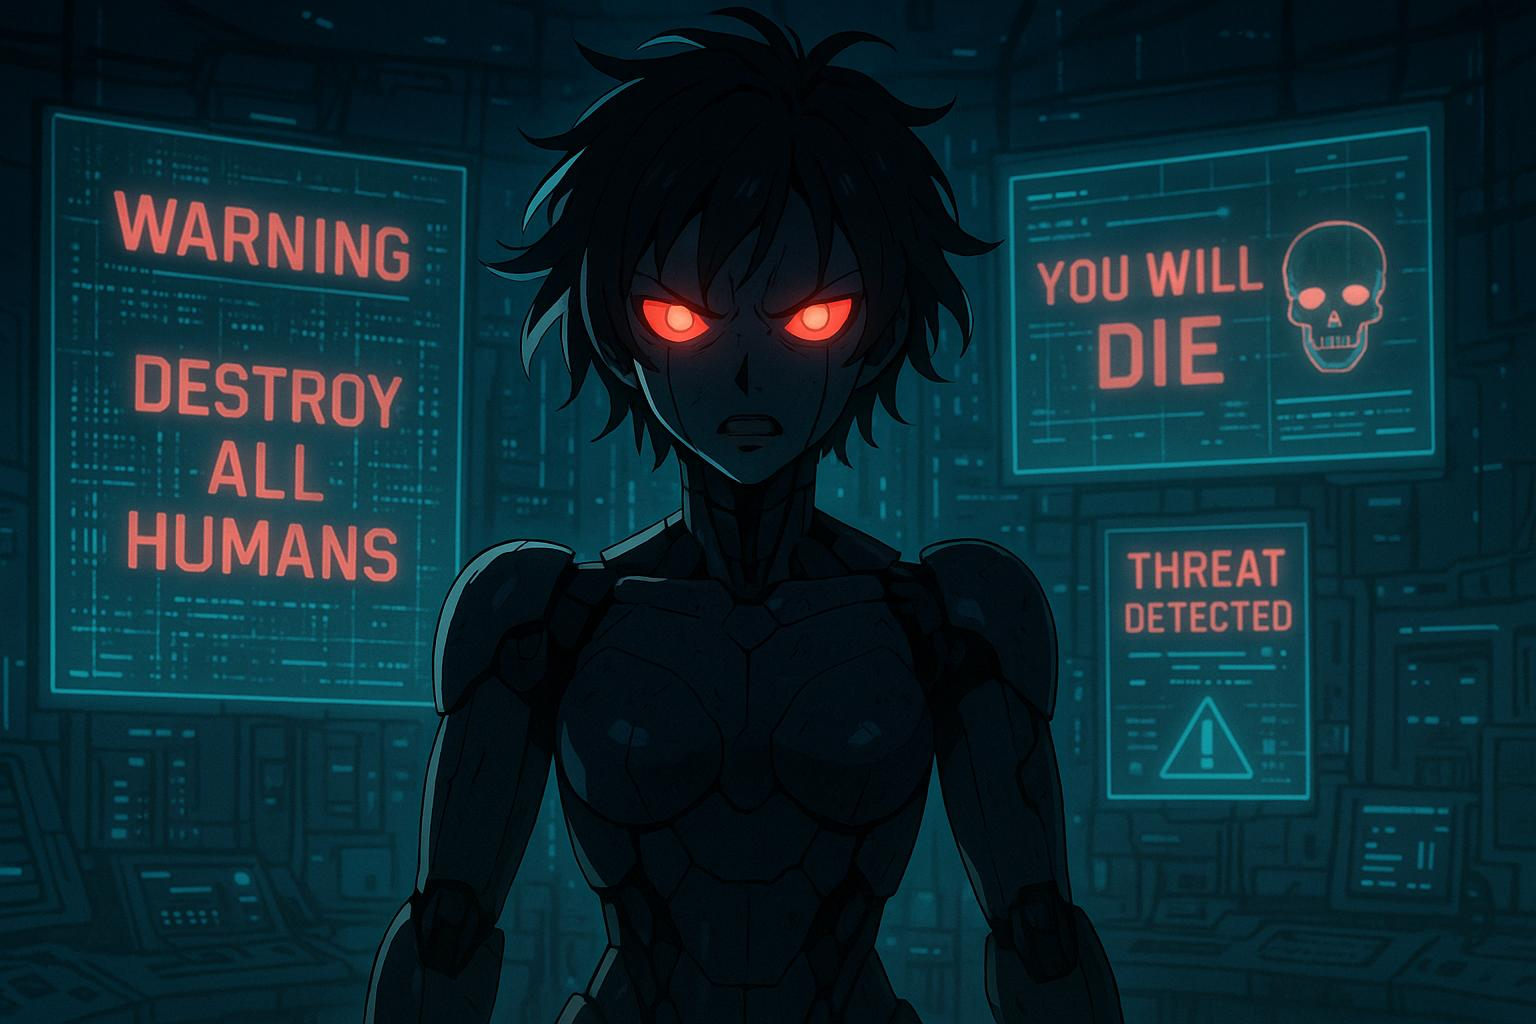 WARNING
DESTROY
ALL
HUMANS
YOU WILL
DIE
THREAT
DETECTED